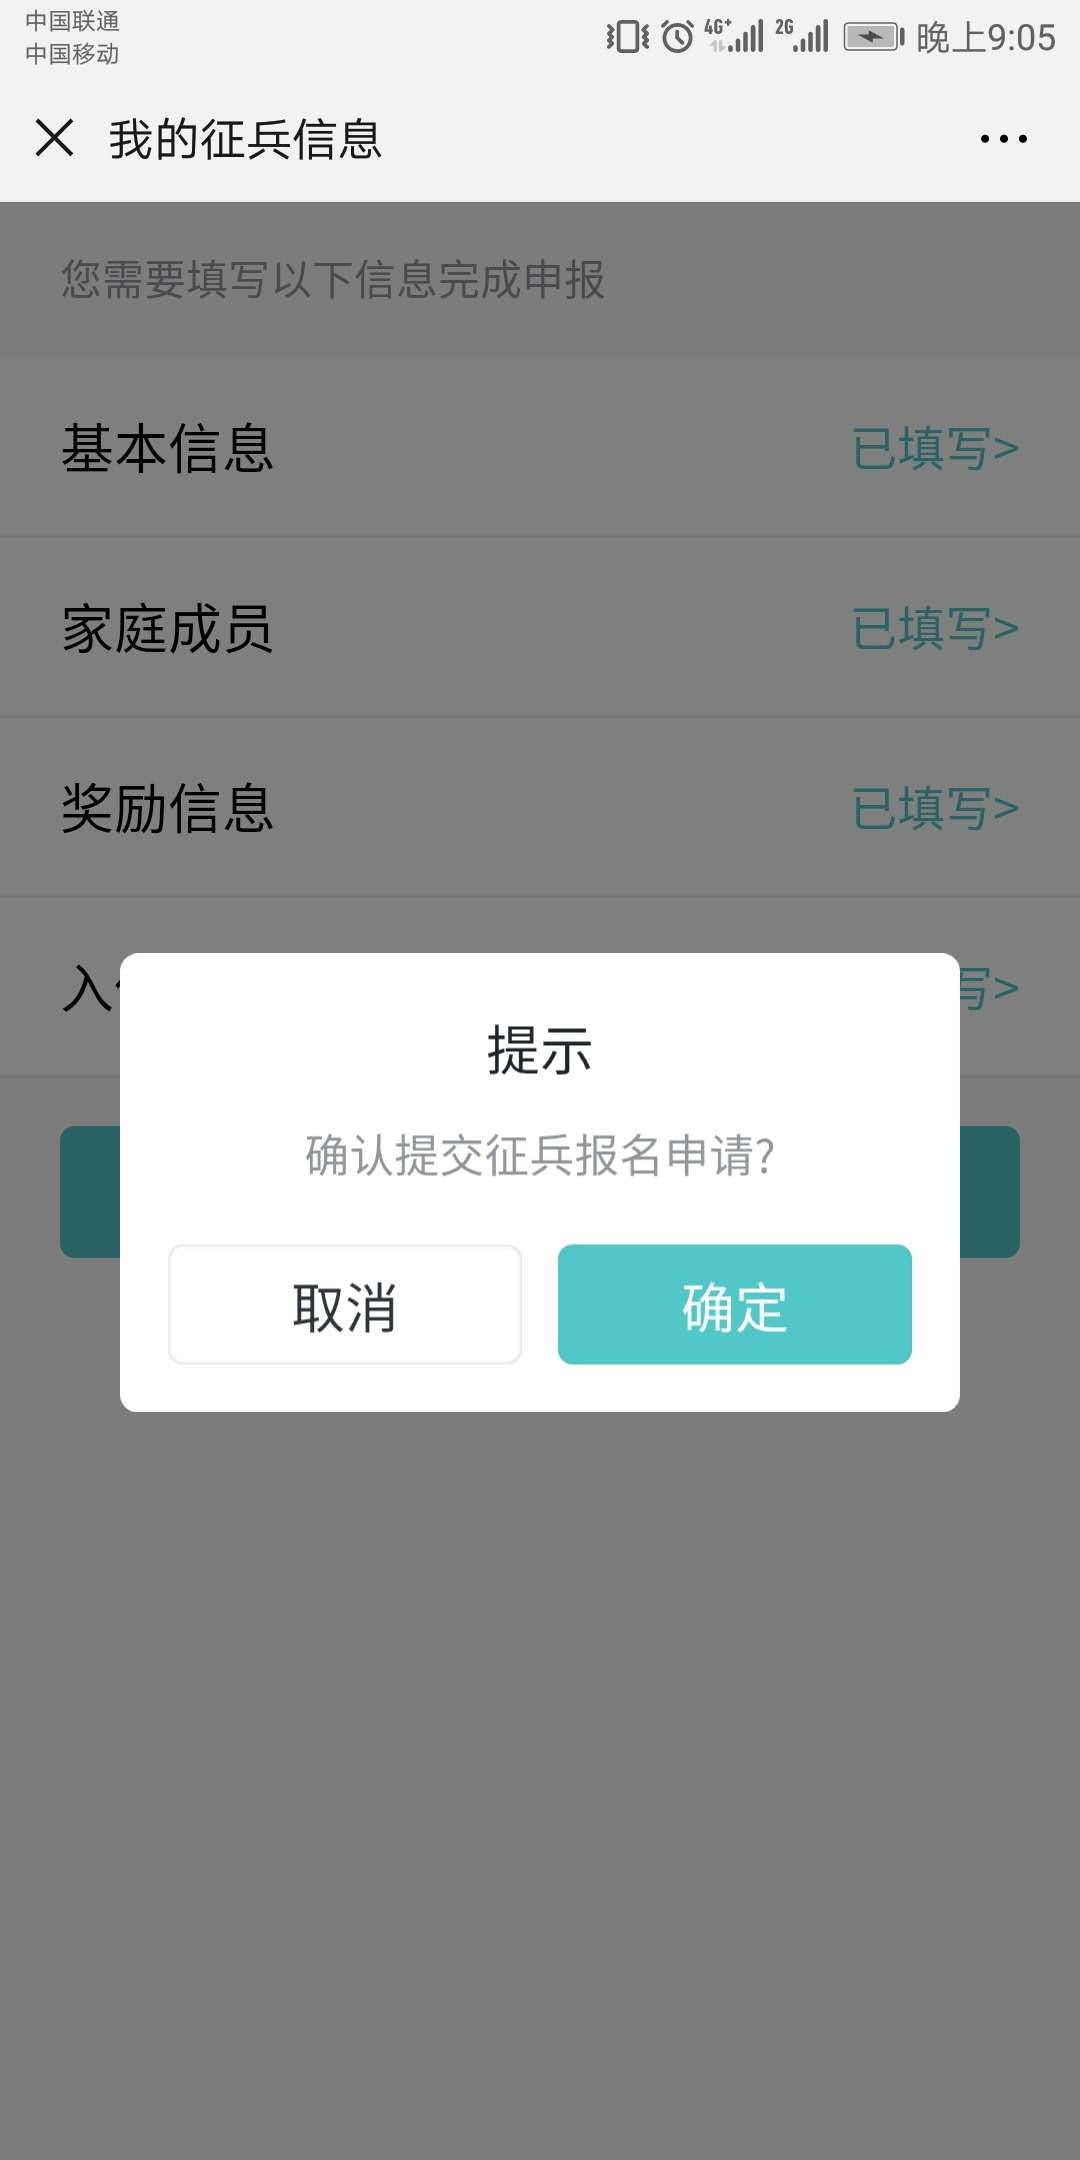 中国联通
中国移动
4G+ 2G 晚上9:05
我的征兵信息
您需要填写以下信息完成申报
基本信息 已填写>
家庭成员 已填写>
奖励信息 已填写>
入 写>
提示
确认提交征兵报名申请?
取消 确定